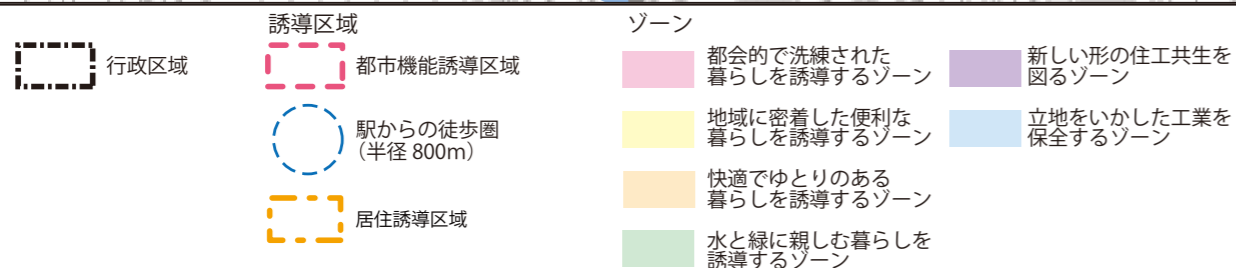 行政区域
誘導区域
都市機能誘導区域
駅からの徒歩圏
（半径 800m）
居住誘導区域
ゾーン
都会的で洗練された
暮らしを誘導するゾーン
地域に密着した便利な
暮らしを誘導するゾーン
快適でゆとりのある
暮らしを誘導するゾーン
水と緑に親しむ暮らしを
誘導するゾーン
新しい形の住工共生を
図るゾーン
立地をいかした工業を
保全するゾーン